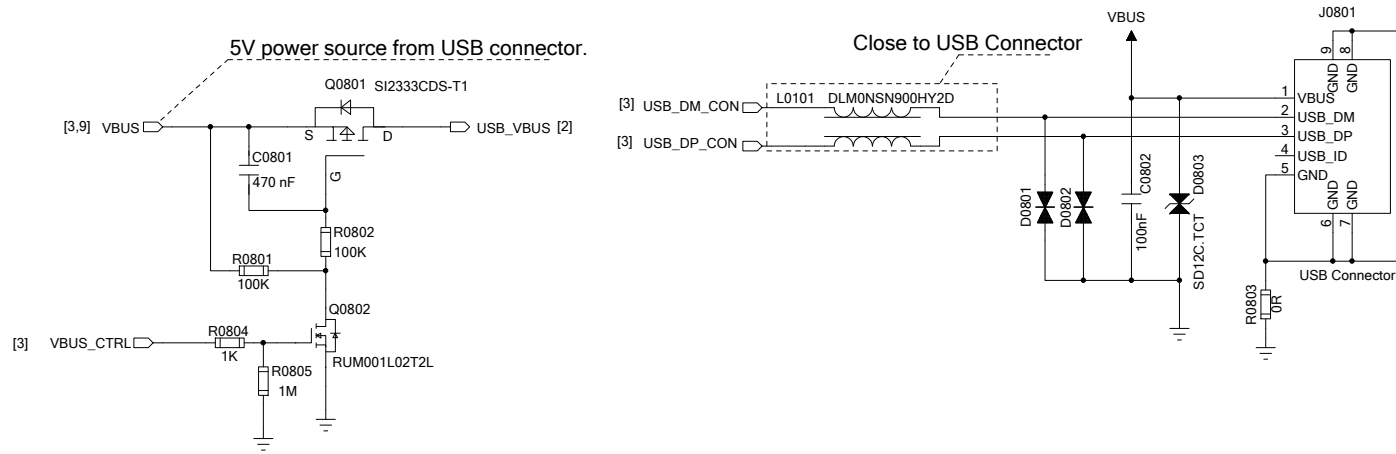 5V power source from USB connector.
Q0801 SI2333CDS-T1
[3,9] VBUS
S
D
USB_VBUS [2]
C0801
470 nF
G
R0802
100K
R0801
100K
Q0802
[3] VBUS_CTRL
R0804
1K
RUM001L02T2L
R0805
1M
Close to USB Connector
VBUS
J0801
[3] USB_DM_CON
L0101 DLM0NSN900HY2D
[3] USB_DP_CON
9
8
GND
GND
1 VBUS
2 USB_DM
3 USB_DP
4 USB_ID
5 GND
GND
GND
6
7
D0801
D0802
C0802
100nF
D0803
SD12C.TCT
USB Connector
R0803
0R